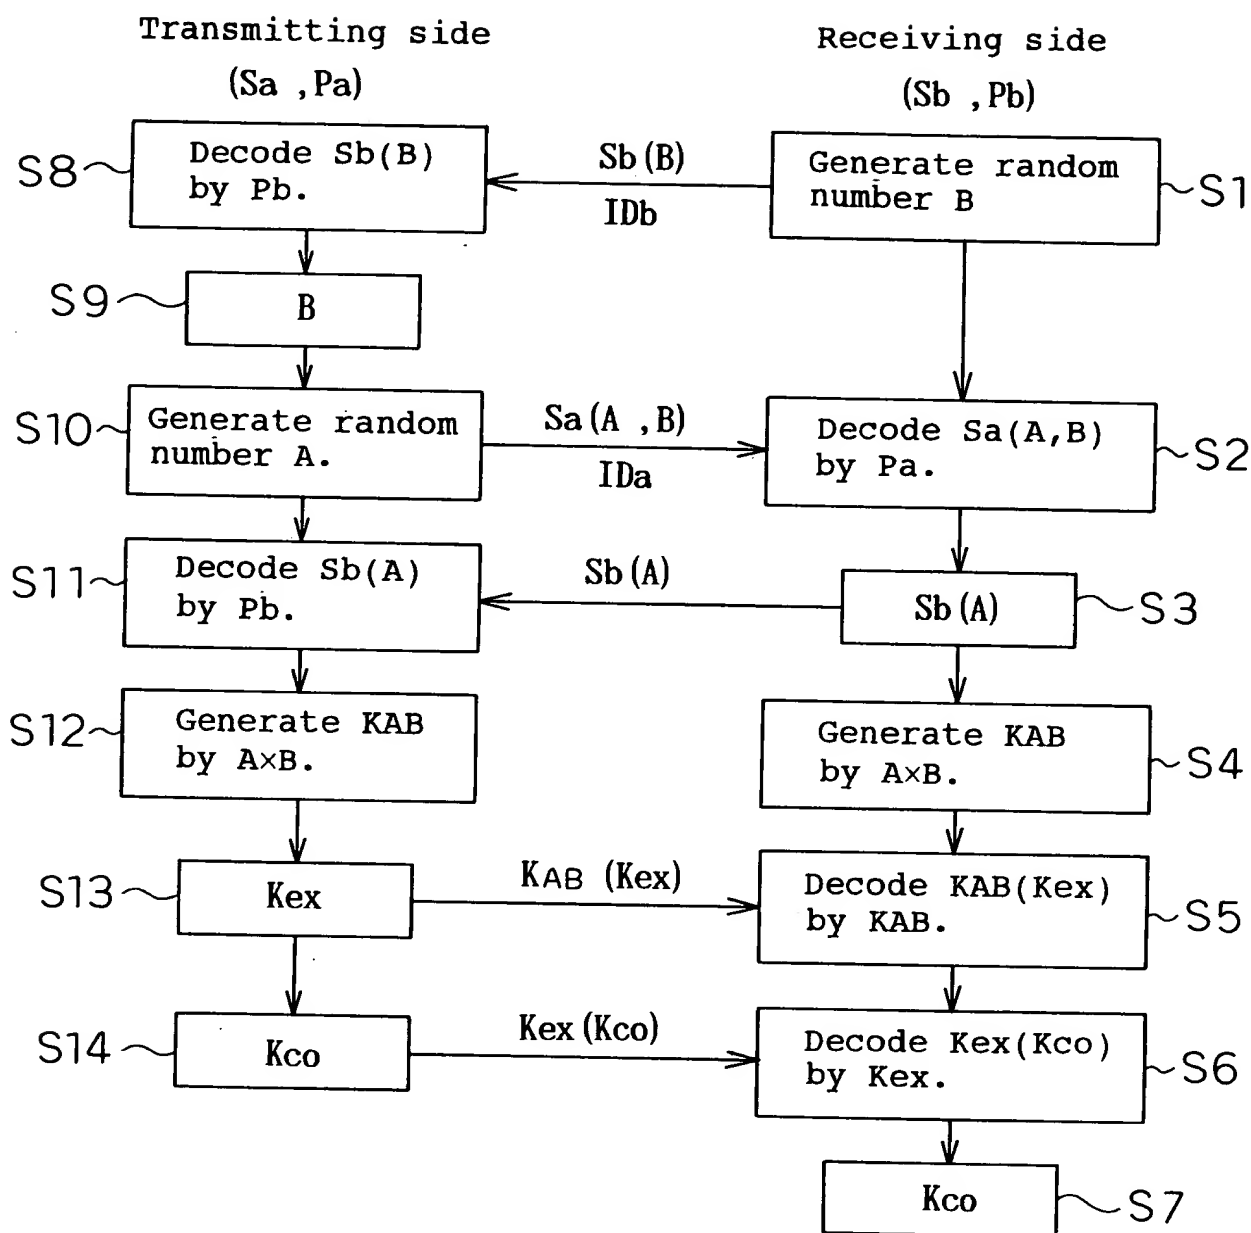 Transmitting side
Receiving side
(Sa ,Pa)
(Sb ,Pb)
S8
Decode Sb(B)
by Pb.
Sb(B)
IDb
Generate random
number B
S1
S9
B
S10
Generate random
number A.
Sa(A ,B)
IDa
Decode Sa(A,B)
by Pa.
S2
S11
Decode Sb(A)
by Pb.
Sb(A)
Sb(A)
S3
S12
Generate KAB
by A×B.
Generate KAB
by A×B.
S4
S13
Kex
KAB (Kex)
Decode KAB(Kex)
by KAB.
S5
S14
Kco
Kex(Kco)
Decode Kex(Kco)
by Kex.
S6
Kco
S7